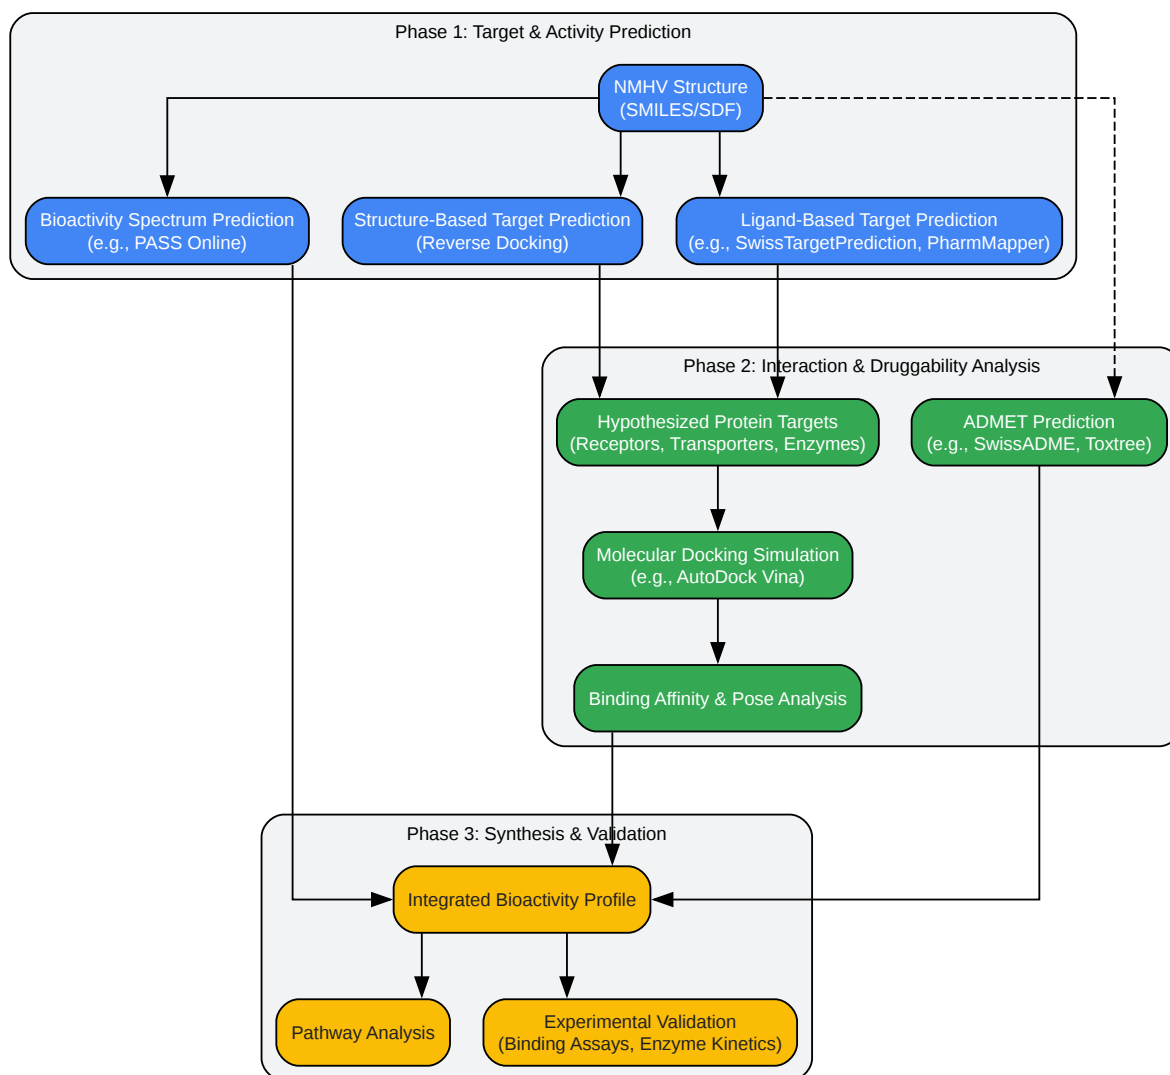 Phase 1: Target & Activity Prediction
NMHV Structure
(SMILES/SDF)
Bioactivity Spectrum Prediction
(e.g., PASS Online)
Structure-Based Target Prediction
(Reverse Docking)
Ligand-Based Target Prediction
(e.g., SwissTargetPrediction, PharmMapper)
Phase 2: Interaction & Druggability Analysis
Hypothesized Protein Targets
(Receptors, Transporters, Enzymes)
ADMET Prediction
(e.g., SwissADME, Toxtree)
Molecular Docking Simulation
(e.g., AutoDock Vina)
Binding Affinity & Pose Analysis
Phase 3: Synthesis & Validation
Integrated Bioactivity Profile
Pathway Analysis
Experimental Validation
(Binding Assays, Enzyme Kinetics)